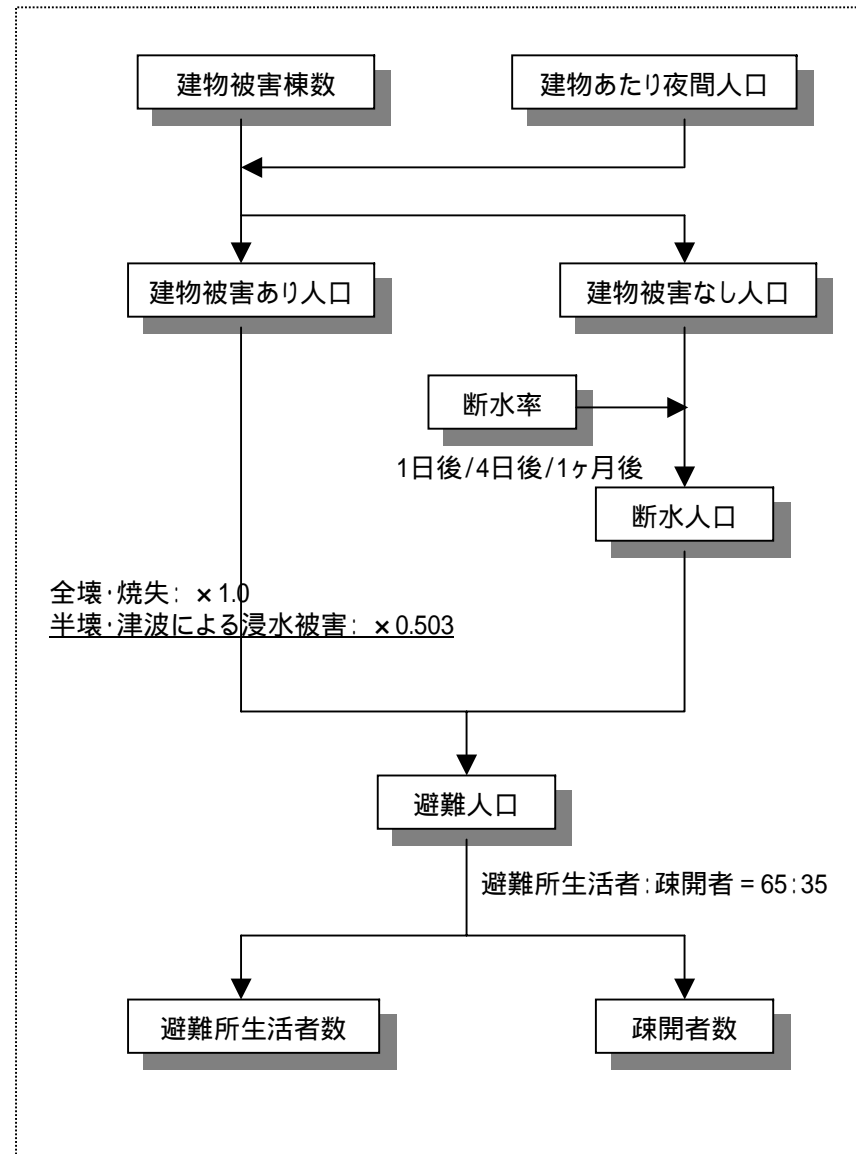 建物被害棟数
建物あたり夜間人口
建物被害あり人口
建物被害なし人口
断水率
1日後/4日後/1ヶ月後
断水人口
全壊・焼失: ×1.0
半壊・津波による浸水被害: ×0.503
避難人口
避難所生活者:疎開者=65:35
避難所生活者数
疎開者数